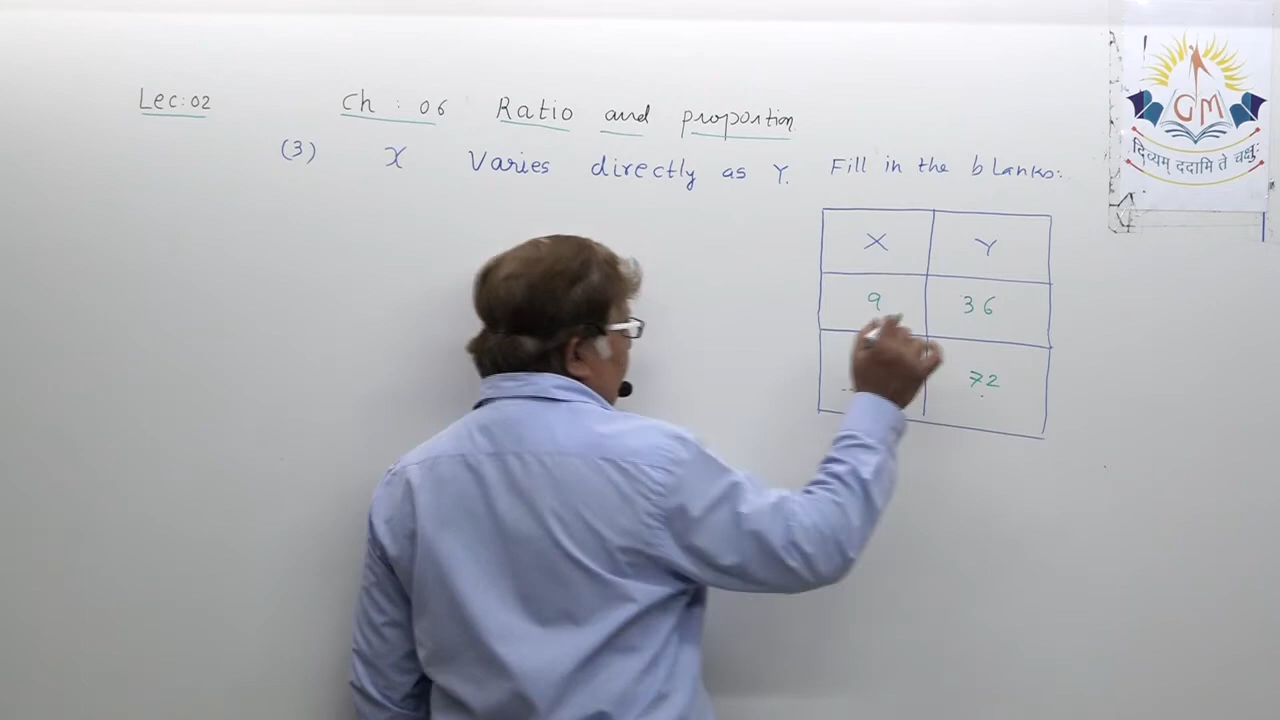 Lec:02 Ch : 06 Ratio and proportion
(3) X Varies directly as Y. Fill in the blanks:
X Y
9 36
72
GM
दिव्यम् ददामि ते चक्षुः